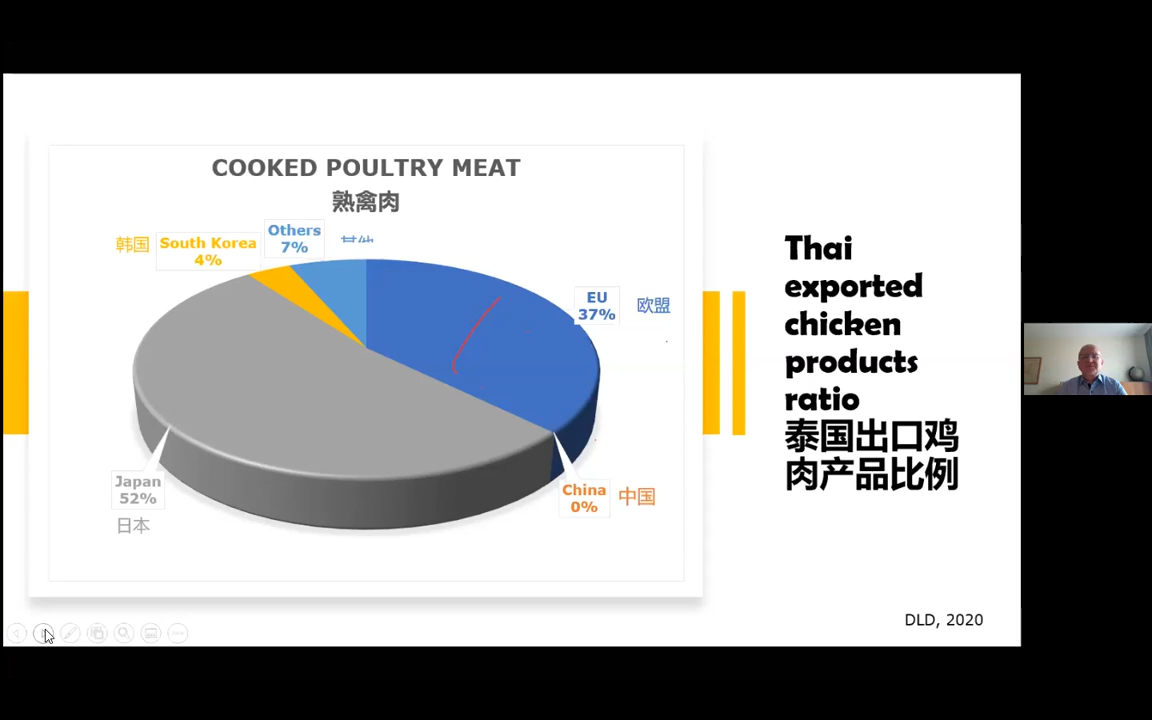 COOKED POULTRY MEAT
熟禽肉
韩国
South Korea
4%
Others
7%
其他
EU
37%
欧盟
Japan
52%
日本
China
0%
中国
Thai
exported
chicken
products
ratio
泰国出口鸡
肉产品比例
DLD, 2020